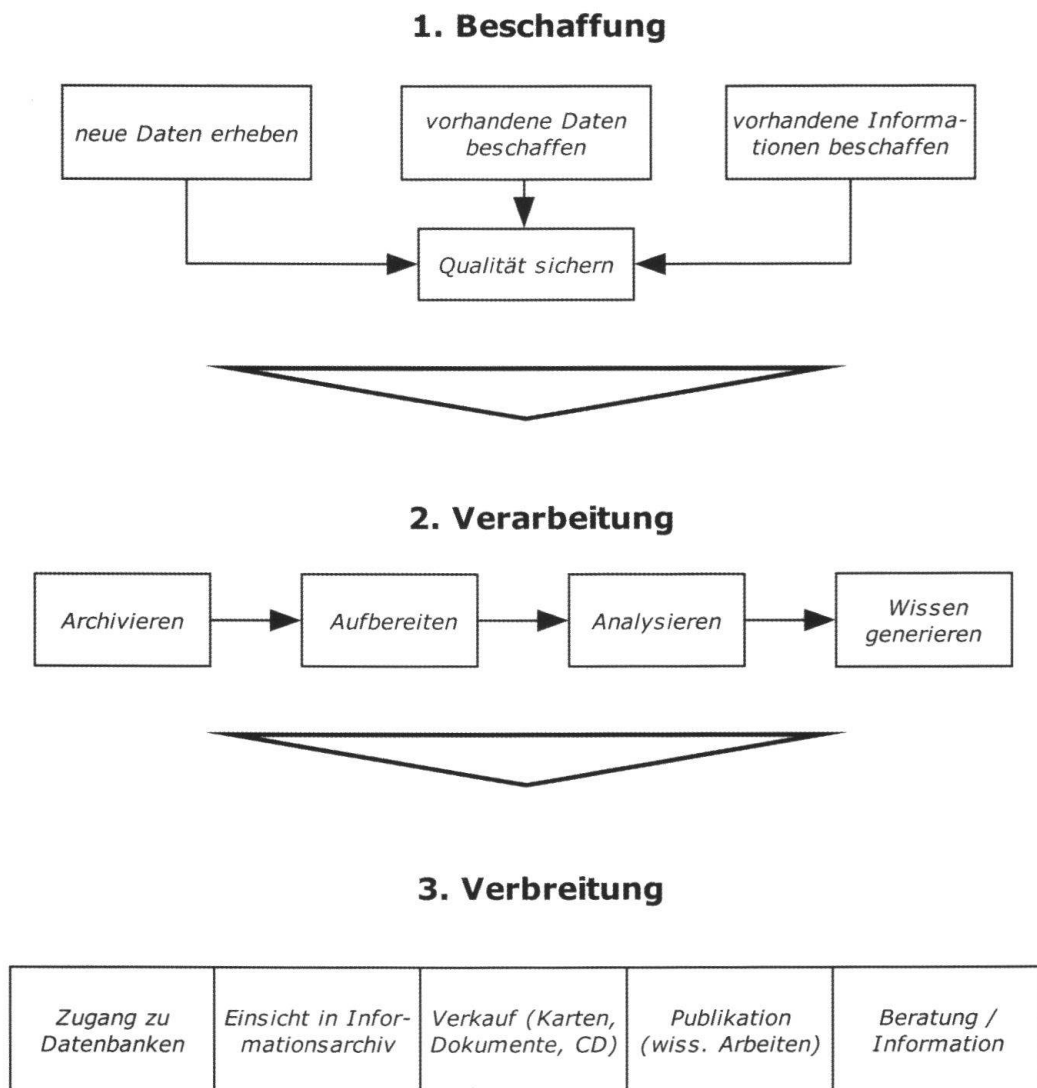 1. Beschaffung
neue Daten erheben
vorhandene Daten
beschaffen
vorhandene Informa-
tionen beschaffen
Qualität sichern
2. Verarbeitung
Archivieren
Aufbereiten
Analysieren
Wissen
generieren
3. Verbreitung
Zugang zu
Datenbanken
Einsicht in Infor-
mationsarchiv
Verkauf (Karten,
Dokumente, CD)
Publikation
(wiss. Arbeiten)
Beratung /
Information